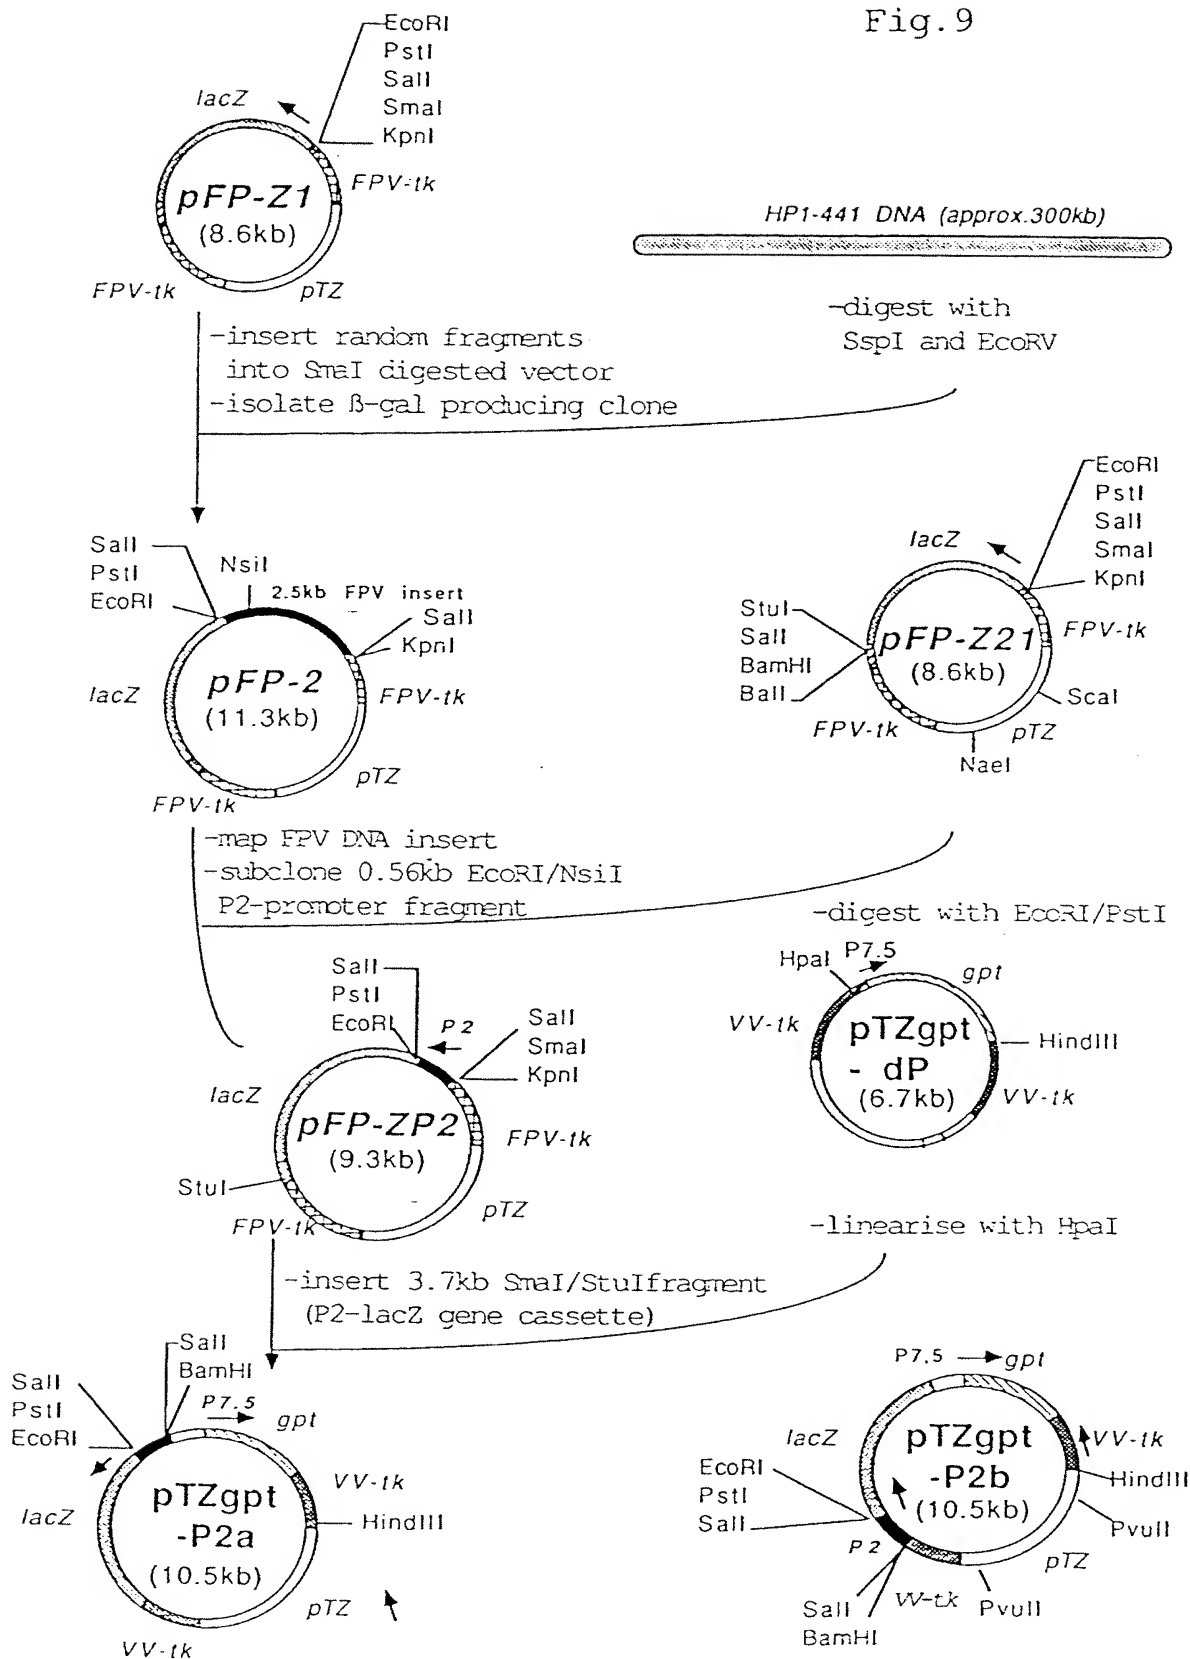 Fig.9
EcoRI
PstI
SalI
SmaI
KpnI
lacZ
pFP-Z1
(8.6kb)
FPV-tk
FPV-tk
pTZ
HP1-441 DNA (approx.300kb)
-insert random fragments
into SmaI digested vector
-isolate ß-gal producing clone
-digest with
SspI and EcoRV
SalI
PstI
EcoRI
NsiI
2.5kb FPV insert
SalI
KpnI
lacZ
pFP-2
(11.3kb)
FPV-tk
pTZ
FPV-tk
EcoRI
PstI
SalI
SmaI
KpnI
lacZ
StuI
SalI
BamHI
BalI
pFP-Z21
(8.6kb)
FPV-tk
ScaI
FPV-tk
pTZ
NaeI
-map FPV DNA insert
-subclone 0.56kb EcoRI/NsiI
P2-promoter fragment
-digest with EcoRI/PstI
SalI
PstI
EcoRI
P2
SalI
SmaI
KpnI
lacZ
pFP-ZP2
(9.3kb)
FPV-tk
StuI
pTZ
FPV-tk
HpaI
P7.5
gpt
VV-tk
pTZgpt
- dP
(6.7kb)
HindIII
VV-tk
-linearise with HpaI
-insert 3.7kb SmaI/StuIfragment
(P2-lacZ gene cassette)
SalI
BamHI
SalI
PstI
EcoRI
P7.5
gpt
lacZ
pTZgpt
-P2a
(10.5kb)
VV-tk
HindIII
pTZ
VV-tk
P7.5
gpt
lacZ
pTZgpt
-P2b
(10.5kb)
VV-tk
HindIII
PvuII
EcoRI
PstI
SalI
P2
pTZ
SalI
BamHI
VV-tk
PvuII